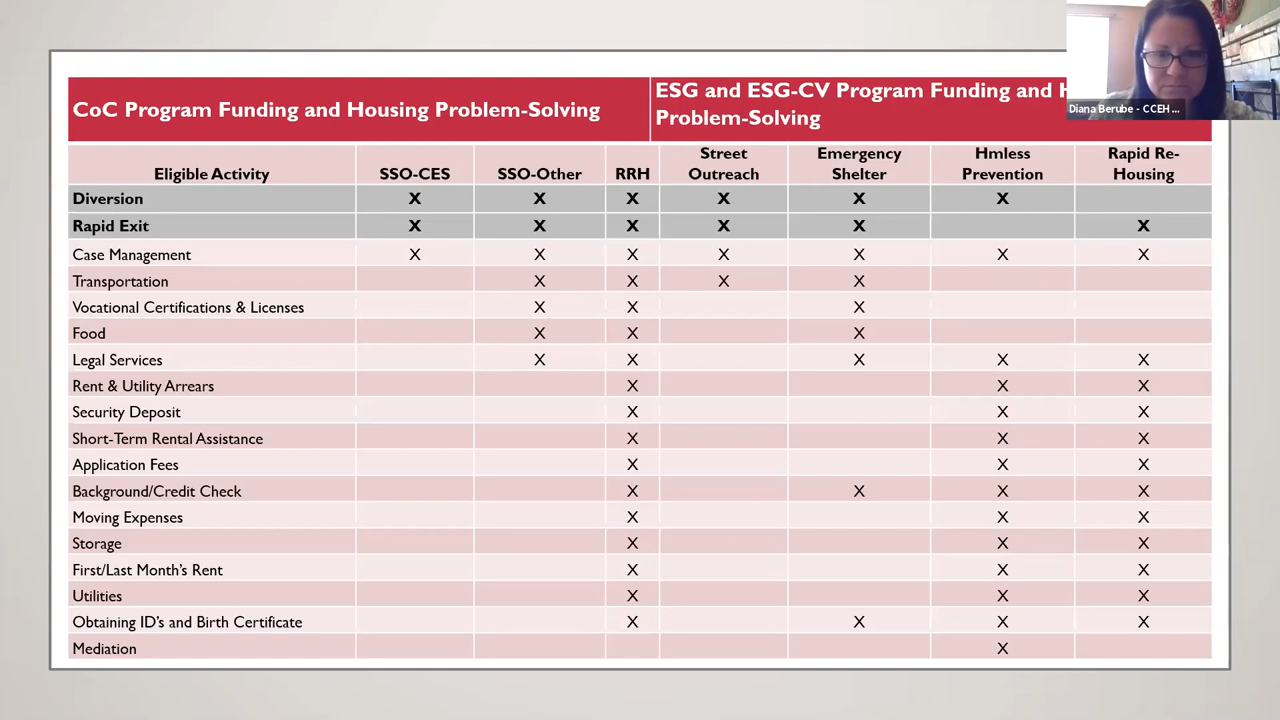 CoC Program Funding and Housing Problem-Solving
ESG and ESG-CV Program Funding and
Problem-Solving
Diana Berube - CCEH ...
Eligible Activity SSO-CES SSO-Other RRH Street Outreach Emergency Shelter Hmless Prevention Rapid Re-Housing
Diversion X X X X X X
Rapid Exit X X X X X X
Case Management X X X X X X X
Transportation X X X X
Vocational Certifications & Licenses X X X
Food X X X
Legal Services X X X X X
Rent & Utility Arrears X X X
Security Deposit X X X
Short-Term Rental Assistance X X X
Application Fees X X X
Background/Credit Check X X X X
Moving Expenses X X X
Storage X X X
First/Last Month's Rent X X X
Utilities X X X
Obtaining ID's and Birth Certificate X X X X
Mediation X